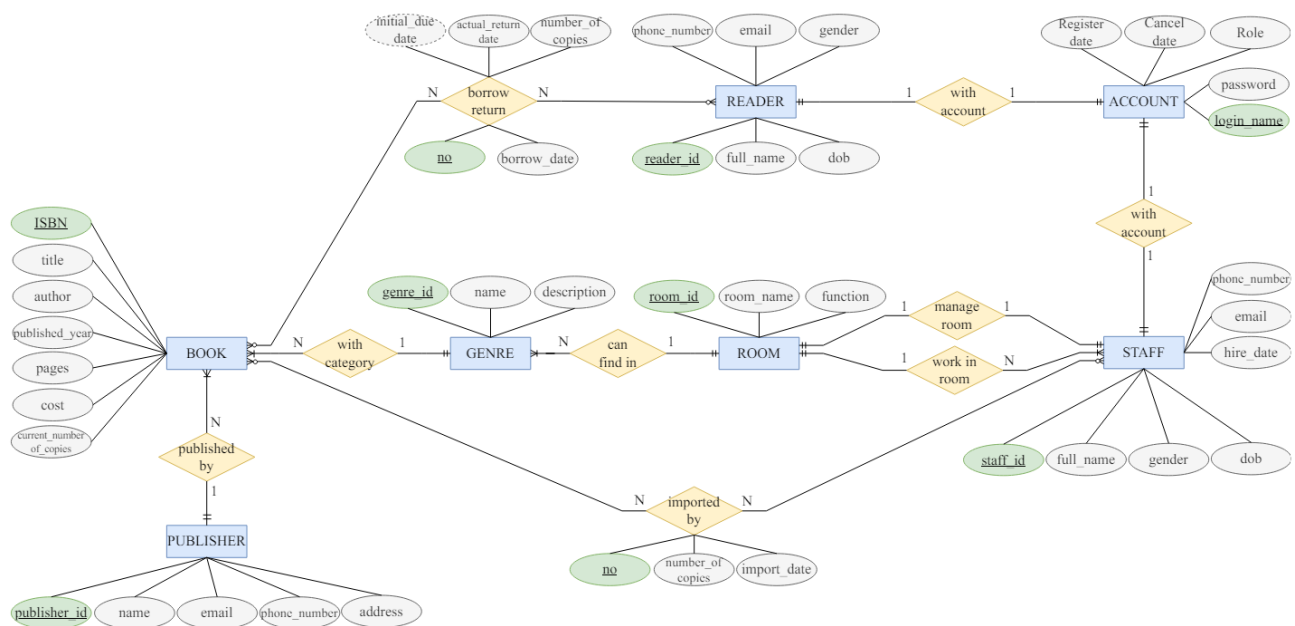 initial_due
date
actual_return
date
number_of
copies
phone_number
email
gender
Register
date
Cancel
date
Role
N
borrow
return
N
READER
1
with
account
1
ACCOUNT
password
login_name
no
borrow_date
reader_id
full_name
dob
1
with
account
1
ISBN
title
author
published_year
pages
cost
current_number
of_copies
genre_id
name
description
room_id
room_name
function
phone_number
email
hire_date
1
manage
room
1
BOOK
N
with
category
1
GENRE
N
can
find in
1
ROOM
1
work in
room
N
STAFF
N
published
by
1
staff_id
full_name
gender
dob
N
imported
by
N
PUBLISHER
no
number_of
copies
import_date
publisher_id
name
email
phone_number
address